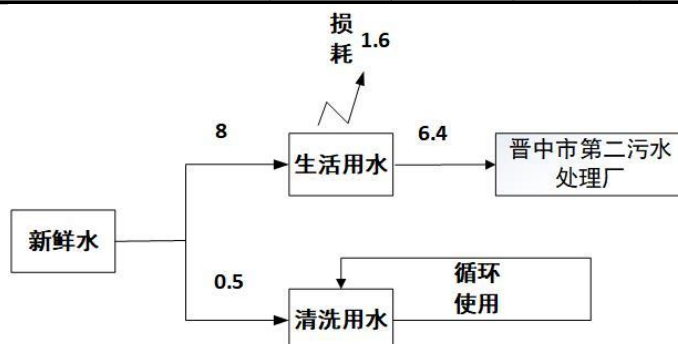 损
耗 1.6
8
6.4
生活用水
晋中市第二污水
处理厂
新鲜水
0.5
循环
使用
清洗用水